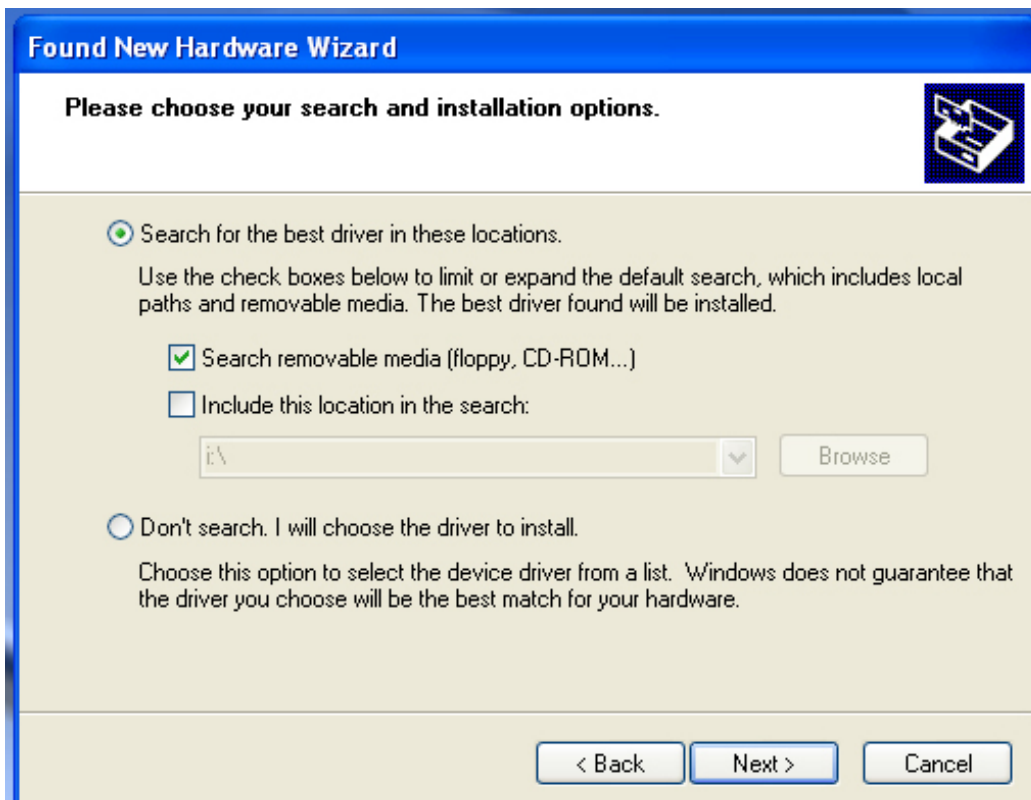 Found New Hardware Wizard
Please choose your search and installation options.
Search for the best driver in these locations.
Use the check boxes below to limit or expand the default search, which includes local
paths and removable media. The best driver found will be installed.
Search removable media (floppy, CD-ROM...)
Include this location in the search:
i:\
Browse
Don't search. I will choose the driver to install.
Choose this option to select the device driver from a list.  Windows does not guarantee that
the driver you choose will be the best match for your hardware.
< Back
Next >
Cancel